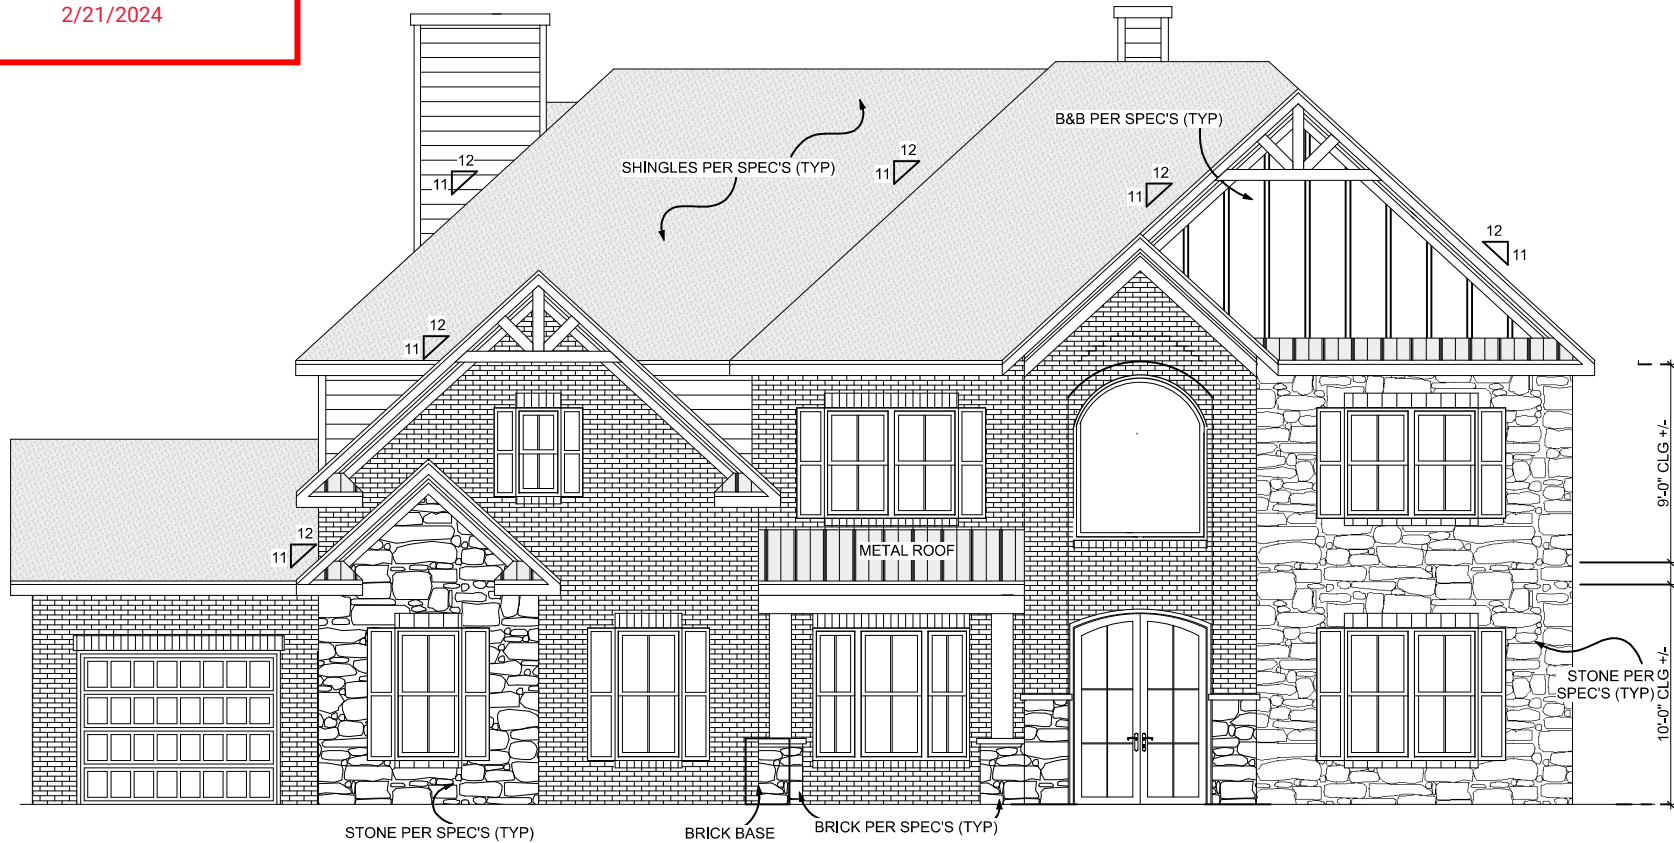 2/21/2024
B&B PER SPEC'S (TYP)
SHINGLES PER SPEC'S (TYP)
12
11
12
11
12
11
12
11
12
11
12
11
METAL ROOF
9'-0" CLG +/-
10'-0" CLG +/-
STONE PER
SPEC'S (TYP)
STONE PER SPEC'S (TYP)
BRICK BASE
BRICK PER SPEC'S (TYP)